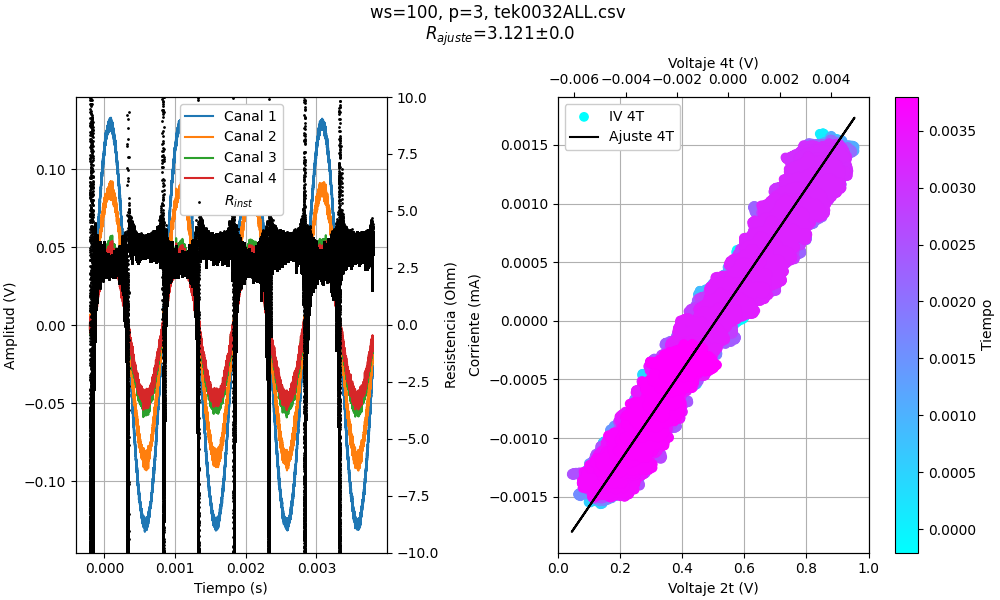 ws=100, p=3, tek0032ALL.csv
R_ajuste=3.121±0.0
Canal 1
Canal 2
Canal 3
Canal 4
R_inst
0.10
0.05
0.00
−0.05
−0.10
Amplitud (V)
0.000
0.001
0.002
0.003
Tiempo (s)
10.0
7.5
5.0
2.5
0.0
−2.5
−5.0
−7.5
−10.0
Resistencia (Ohm)
Voltaje 4t (V)
−0.006
−0.004
−0.002
0.000
0.002
0.004
IV 4T
Ajuste 4T
0.0015
0.0010
0.0005
0.0000
−0.0005
−0.0010
−0.0015
Corriente (mA)
0.0
0.2
0.4
0.6
0.8
1.0
Voltaje 2t (V)
0.0035
0.0030
0.0025
0.0020
0.0015
0.0010
0.0005
0.0000
Tiempo